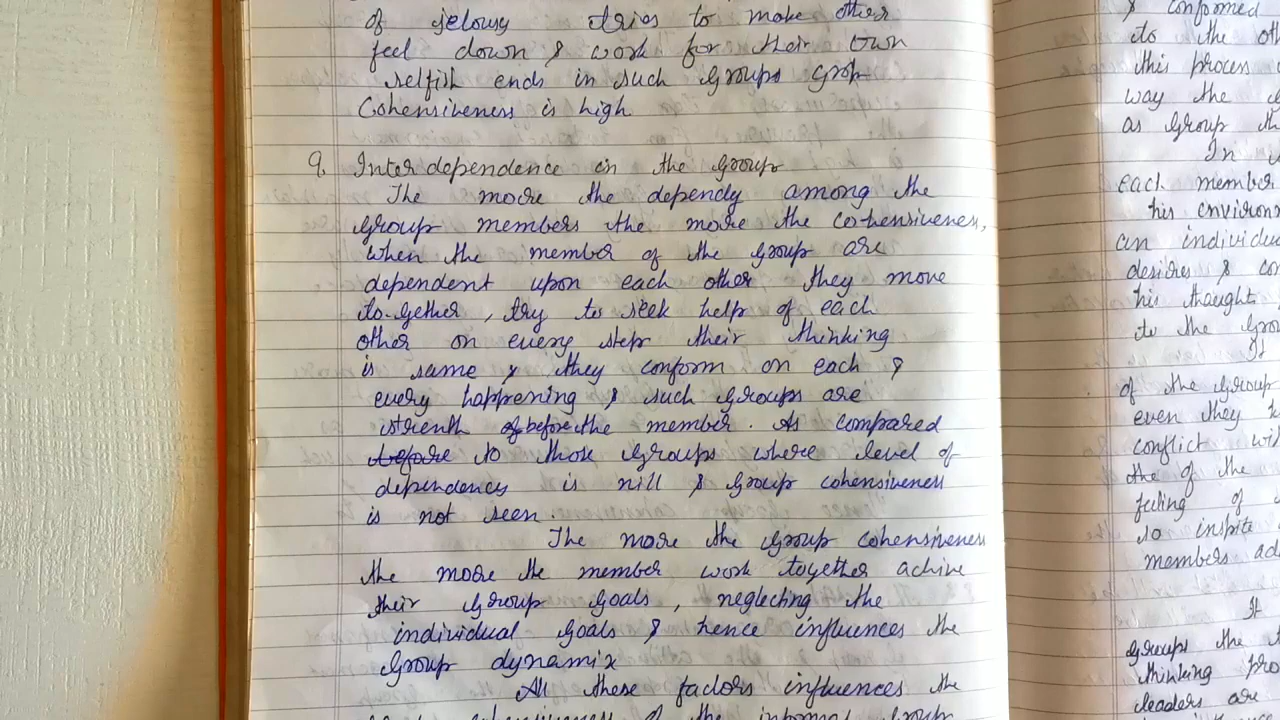 of jelousy tries to make other
feel down & work for their own
selfish ends in such groups grop
Cohensiveness is high
9. Inter dependence in the group
The more the dependy among the
group members the more the cohensiveness,
when the member of the group are
dependent upon each other they move
to-gether, try to seek help of each
other on every step their thinking
is same & they conform on each &
every happening & such groups are
strenth of before the member. As compared
before to those groups where level of
dependency is nill & group cohensiveness
is not seen.
The more the group cohensiveness
the more the member work together achive
their group goals, neglecting the
individual goals & hence influences the
group dynamix
All these factors influences the
cohensiveness of the informal group
& conformed
to the
this process
way the
as group
In
each member
his environ
an individu
desires &
his thought
to the
It
of the group
even they
conflict
the of the
feeling of
so inspite
members
It
groups the
thinking
leaders are